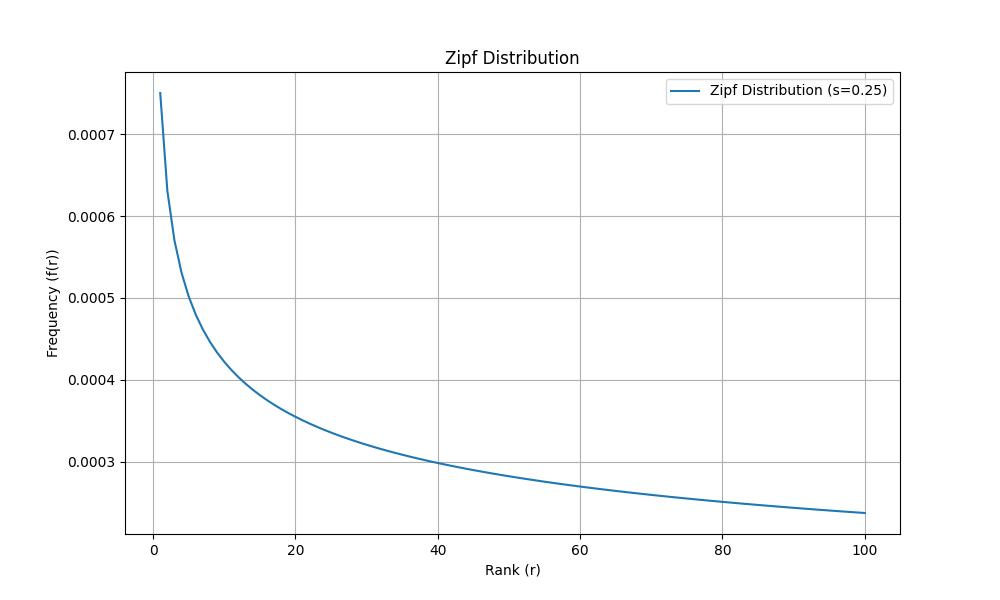 Zipf Distribution
Zipf Distribution (s=0.25)
0.0007
0.0006
0.0005
0.0004
0.0003
Frequency (f(r))
0 20 40 60 80 100
Rank (r)